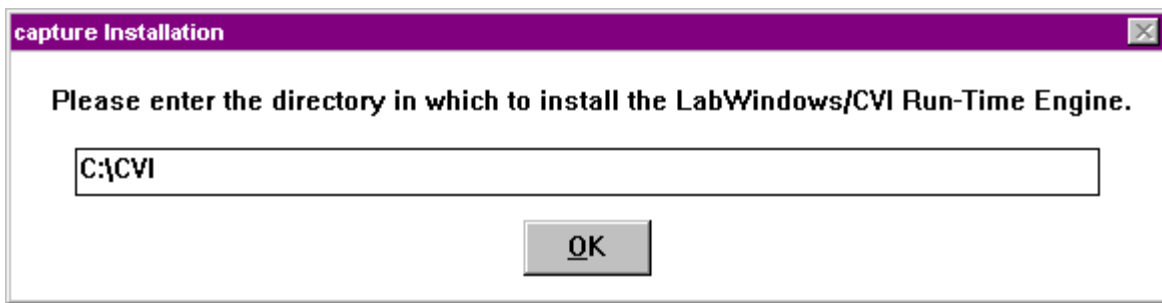 capture Installation
Please enter the directory in which to install the LabWindows/CVI Run-Time Engine.
C:\CVI
OK